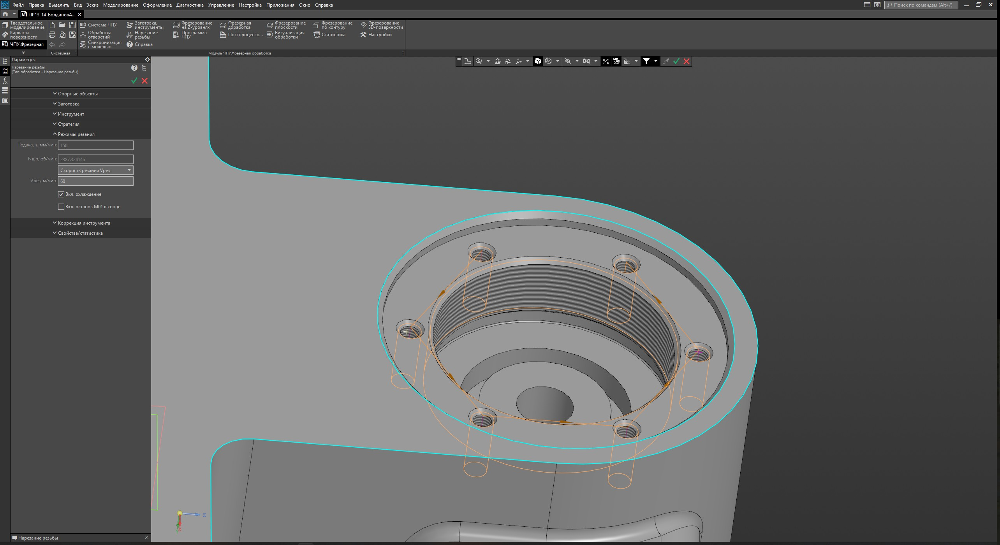 Файл Правка Выделить Вид Эскиз Моделирование Оформление Диагностика Управление Настройка Приложения Окно Справка
Поиск по командам (Alt+/)
ПР13-14_БолдиновА...
Твердотельное моделирование
Каркас и поверхности
NC ЧПУ.Фрезерная
Системная
NC Система ЧПУ
Обработка отверстий
Синхронизация с моделью
Заготовка, инструменты
Нарезание резьбы
Справка
Фрезерование на Z-уровнях
Программа ЧПУ
Фрезерная доработка
Постпроцессо...
Фрезерование плоскости
Визуализация обработки
Фрезерование по контуру
Статистика
Фрезерование 3D-поверхности
Настройки
Модуль ЧПУ.Фрезерная обработка
Параметры
Нарезание резьбы
(Тип обработки - Нарезание резьбы)
Опорные объекты
Заготовка
Инструмент
Стратегия
Режимы резания
Подача, s, мм/мин: 150
Nшп, об/мин: 2387.324146
Скорость резания Vрез
Vрез, м/мин: 60
Вкл. охлаждение
Вкл. останов M01 в конце
Коррекция инструмента
Свойства/статистика
Z
Y X
Нарезание резьбы